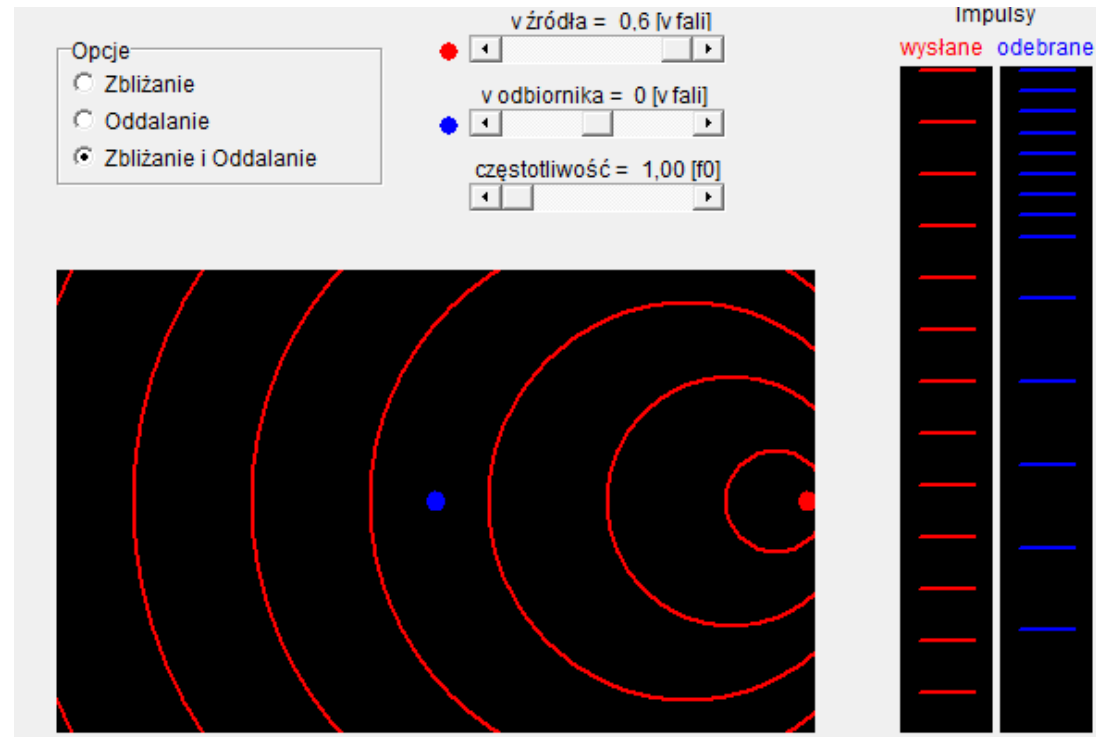 Opcje
Zbliżanie
Oddalanie
Zbliżanie i Oddalanie
v źródła = 0,6 [v fali]
v odbiornika = 0 [v fali]
częstotliwość = 1,00 [f0]
Impulsy
wysłane odebrane